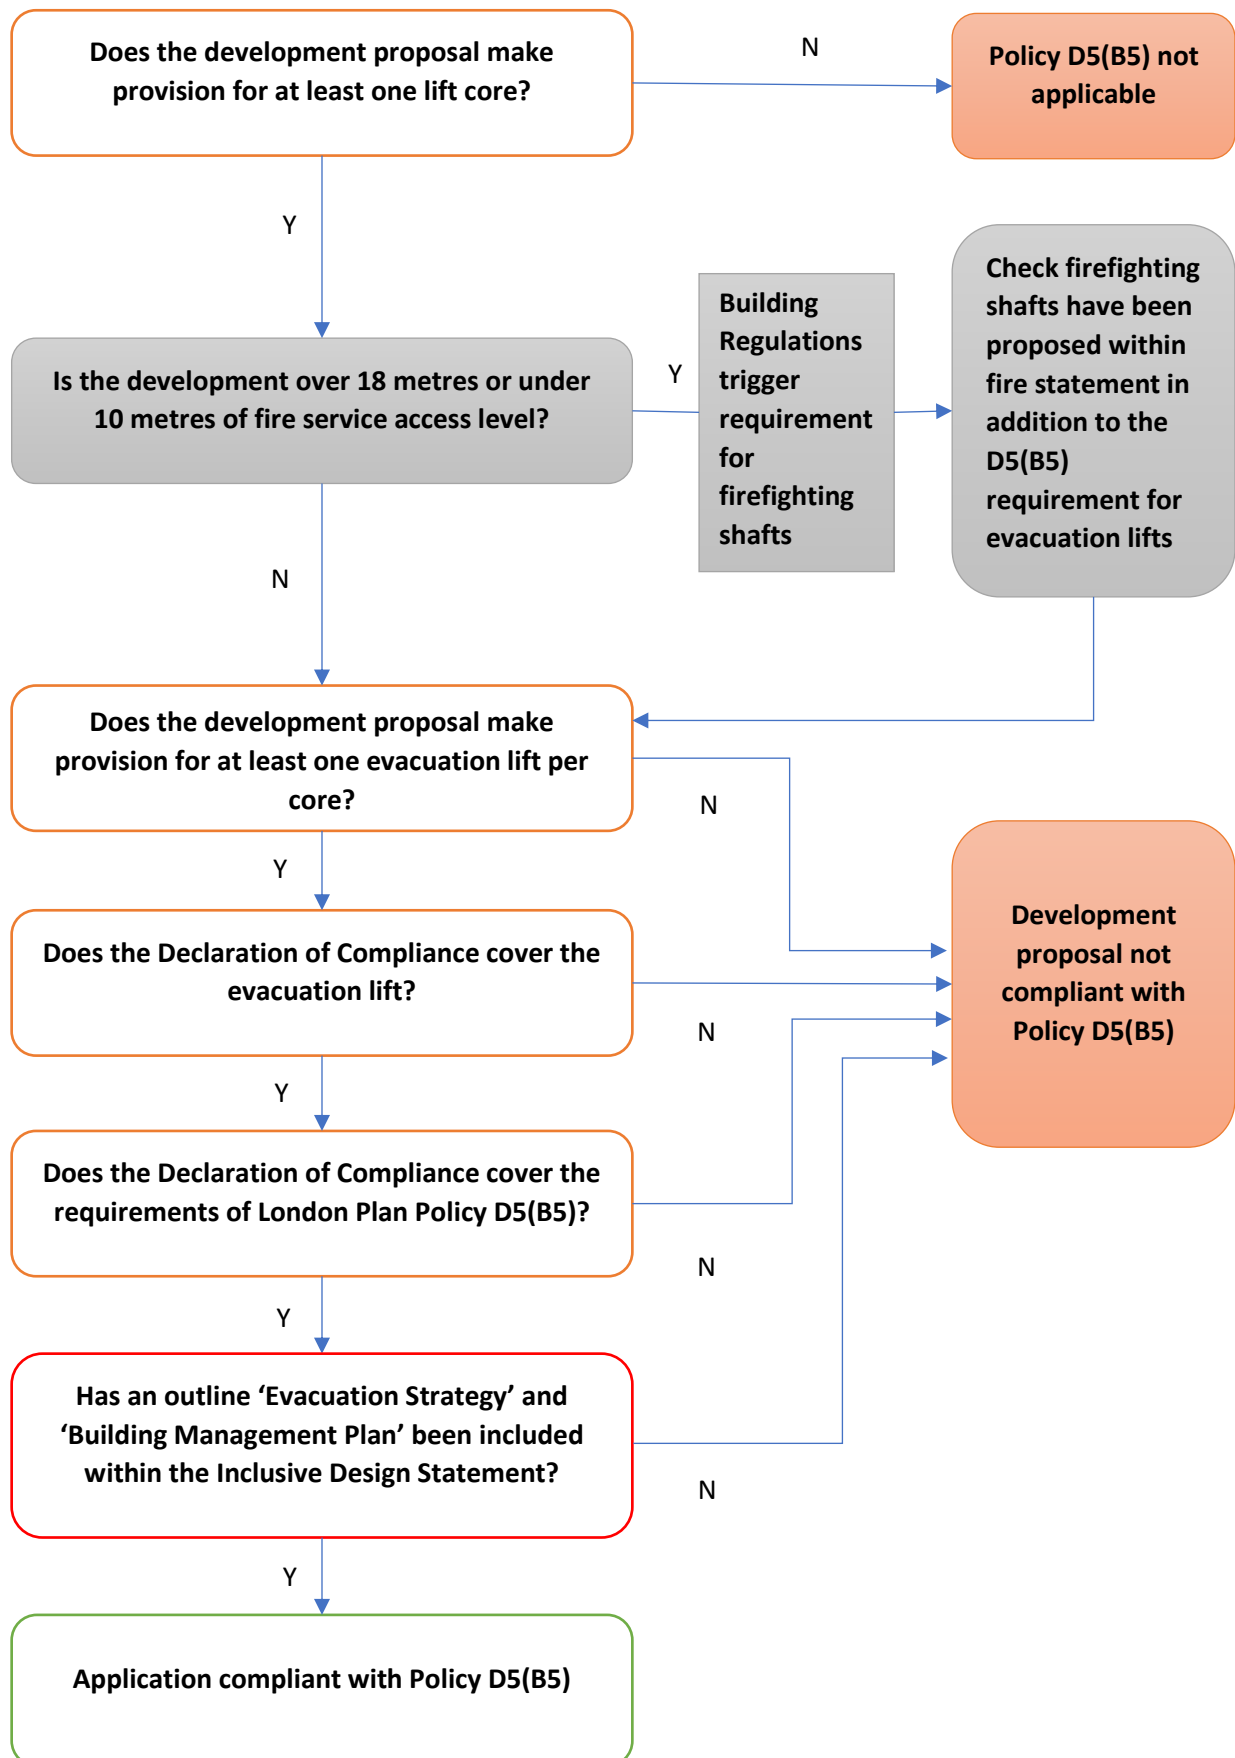 Does the development proposal make
provision for at least one lift core?
N
Policy D5(B5) not
applicable
Y
Is the development over 18 metres or under
10 metres of fire service access level?
Y
Building
Regulations
trigger
requirement
for
firefighting
shafts
Check firefighting
shafts have been
proposed within
fire statement in
addition to the
D5(B5)
requirement for
evacuation lifts
N
Does the development proposal make
provision for at least one evacuation lift per
core?
N
Y
Does the Declaration of Compliance cover the
evacuation lift?
N
Development
proposal not
compliant with
Policy D5(B5)
Y
Does the Declaration of Compliance cover the
requirements of London Plan Policy D5(B5)?
N
Y
Has an outline ‘Evacuation Strategy’ and
‘Building Management Plan’ been included
within the Inclusive Design Statement?
N
Y
Application compliant with Policy D5(B5)